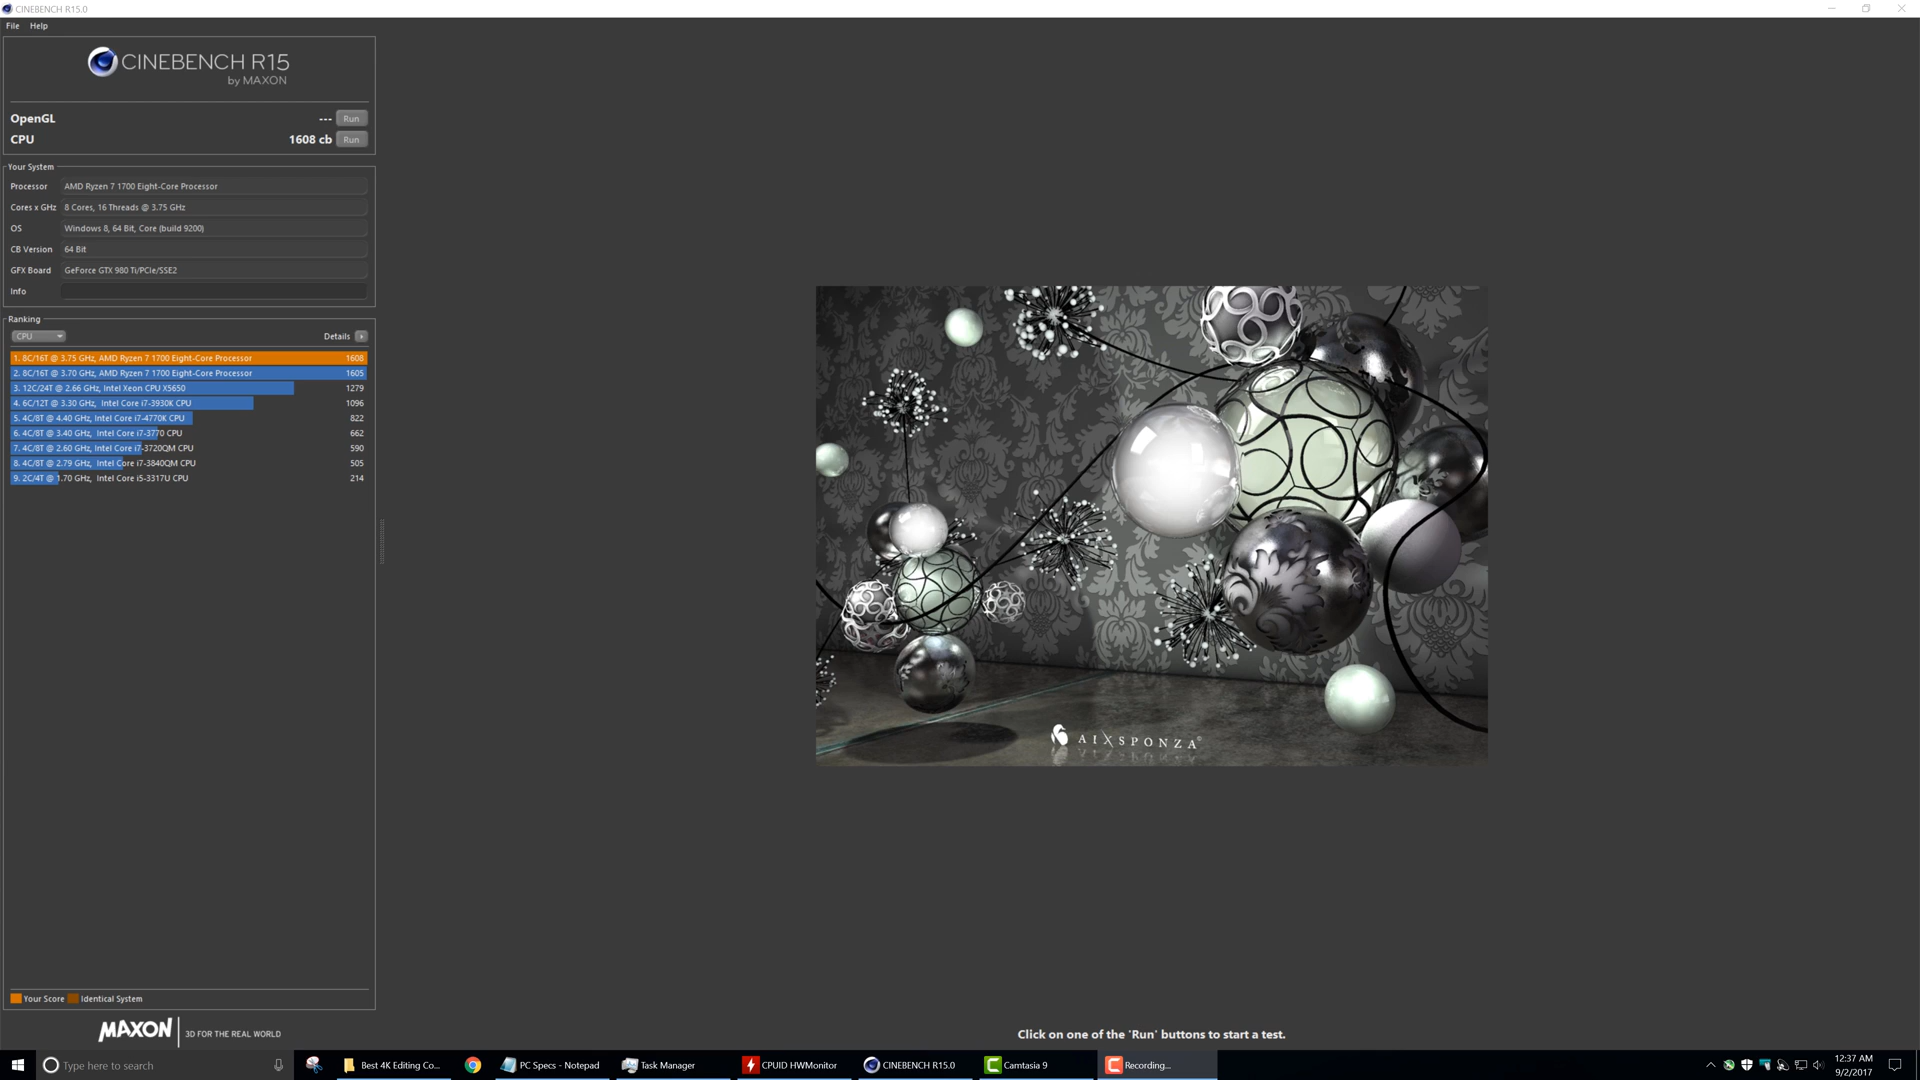 CINEBENCH R15.0
File Help
CINEBENCH R15
by MAXON
OpenGL --- Run
CPU 1608 cb Run
Your System
Processor AMD Ryzen 7 1700 Eight-Core Processor
Cores x GHz 8 Cores, 16 Threads @ 3.75 GHz
OS Windows 8, 64 Bit, Core (build 9200)
CB Version 64 Bit
GFX Board GeForce GTX 980 Ti/PCIe/SSE2
Info
Ranking
CPU Details
1. 8C/16T @ 3.75 GHz, AMD Ryzen 7 1700 Eight-Core Processor 1608
2. 8C/16T @ 3.70 GHz, AMD Ryzen 7 1700 Eight-Core Processor 1605
3. 12C/24T @ 2.66 GHz, Intel Xeon CPU X5650 1279
4. 6C/12T @ 3.30 GHz, Intel Core i7-3930K CPU 1096
5. 4C/8T @ 4.40 GHz, Intel Core i7-4770K CPU 822
6. 4C/8T @ 3.40 GHz, Intel Core i7-3770 CPU 662
7. 4C/8T @ 2.60 GHz, Intel Core i7-3720QM CPU 590
8. 4C/8T @ 2.79 GHz, Intel Core i7-3840QM CPU 505
9. 2C/4T @ 1.70 GHz, Intel Core i5-3317U CPU 214
AIXSPONZA®
Your Score Identical System
MAXON 3D FOR THE REAL WORLD
Click on one of the 'Run' buttons to start a test.
Type here to search
Best 4K Editing Co...
PC Specs - Notepad
Task Manager
CPUID HWMonitor
CINEBENCH R15.0
Camtasia 9
Recording...
12:37 AM
9/2/2017